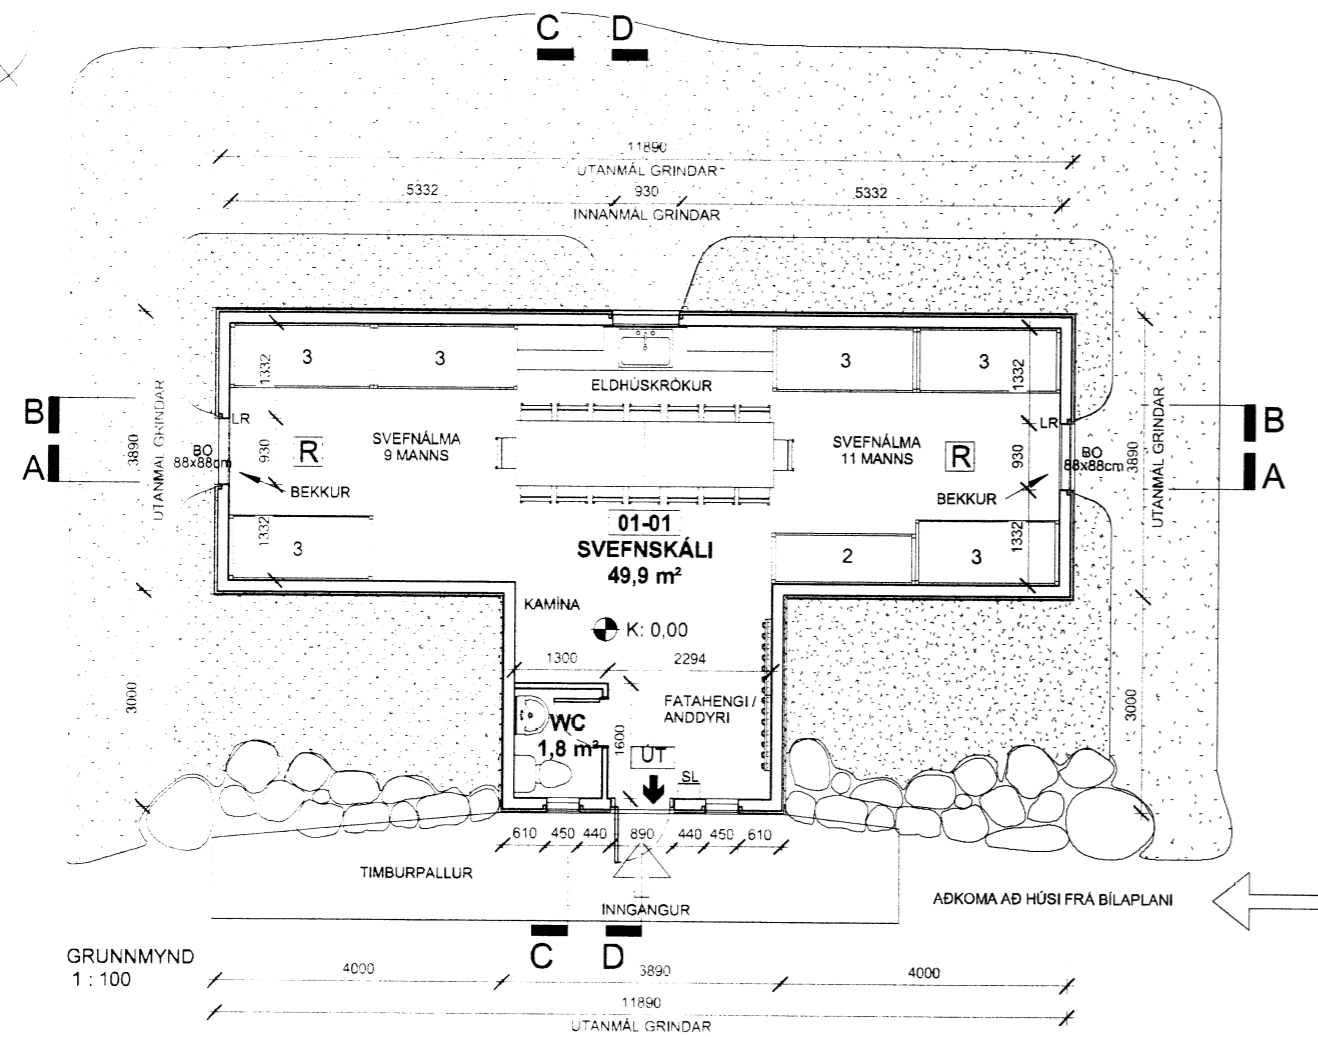 C D
11890
UTANMÁL GRINDAR
5332 930 5332
INNANMÁL GRINDAR
3 3 3 3
1332 1332
ELDHÚSKRÓKUR
B B
LR LR
SVEFNÁLMA
9 MANNS
SVEFNÁLMA
11 MANNS
R R
A A
BO
88x88cm
BO
88x88cm
930 930
3890 3890
UTANMÁL GRINDAR
UTANMÁL GRINDAR
BEKKUR BEKKUR
01-01
SVEFNSKÁLI
49,9 m²
1332 1332
3 2 3
KAMÍNA
K: 0,00
1300 2294
3000 3000
FATAHENGI /
ANDDYRI
WC
1,8 m²
1600
ÚT
SL
610 450 440 890 440 450 610
TIMBURPALLUR
INNGANGUR
AÐKOMA AÐ HÚSI FRÁ BÍLAPLANI
C D
GRUNNMYND
1 : 100
4000 3890 4000
11890
UTANMÁL GRINDAR